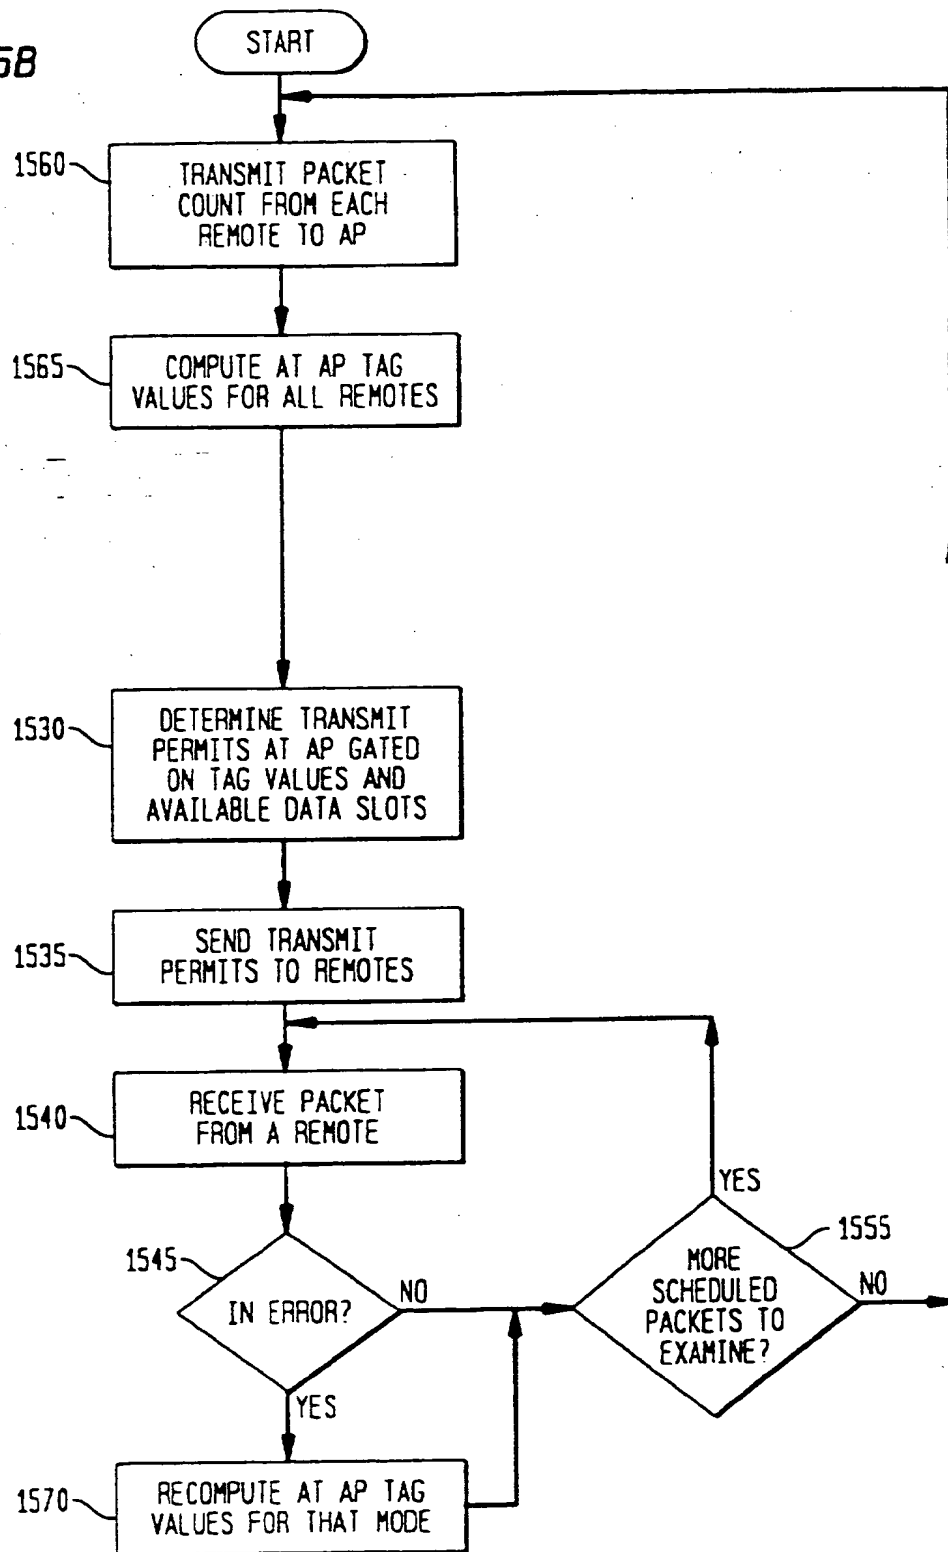 5B
START
1560
TRANSMIT PACKET
COUNT FROM EACH
REMOTE TO AP
1565
COMPUTE AT AP TAG
VALUES FOR ALL REMOTES
1530
DETERMINE TRANSMIT
PERMITS AT AP GATED
ON TAG VALUES AND
AVAILABLE DATA SLOTS
1535
SEND TRANSMIT
PERMITS TO REMOTES
1540
RECEIVE PACKET
FROM A REMOTE
YES
1555
1545
IN ERROR?
NO
MORE
SCHEDULED
PACKETS TO
EXAMINE?
NO
YES
1570
RECOMPUTE AT AP TAG
VALUES FOR THAT MODE